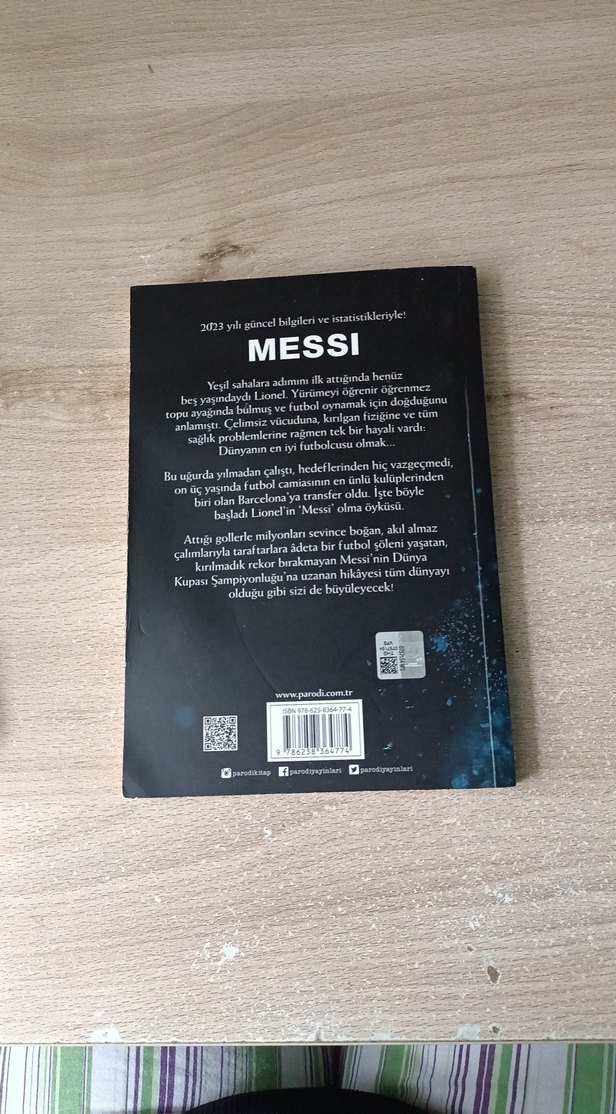 2023 yılı güncel bilgileri ve istatistikleriyle!
MESSI
Yeşil sahalara adımını ilk attığında henüz
beş yaşındaydı Lionel. Yürümeyi öğrenir öğrenmez
topu ayağında bulmuş ve futbol oynamak için doğduğunu
anlamıştı. Çelimsiz vücuduna, kırılgan fiziğine ve tüm
sağlık problemlerine rağmen tek bir hayali vardı:
Dünyanın en iyi futbolcusu olmak...
Bu uğurda yılmadan çalıştı, hedeflerinden hiç vazgeçmedi,
on üç yaşında futbol camiasının en ünlü kulüplerinden
biri olan Barcelona'ya transfer oldu. İşte böyle
başladı Lionel'in 'Messi' olma öyküsü.
Attığı gollerle milyonları sevince boğan, akıl almaz
çalımlarıyla taraftarlara âdeta bir futbol şöleni yaşatan,
kırılmadık rekor bırakmayan Messi'nin Dünya
Kupası Şampiyonluğu'na uzanan hikâyesi tüm dünyayı
olduğu gibi sizi de büyüleyecek!
www.parodi.com.tr
ISBN 978-625-8364-77-4
9 786258 364774
parodikitap parodiyayinlari parodiyayinlari